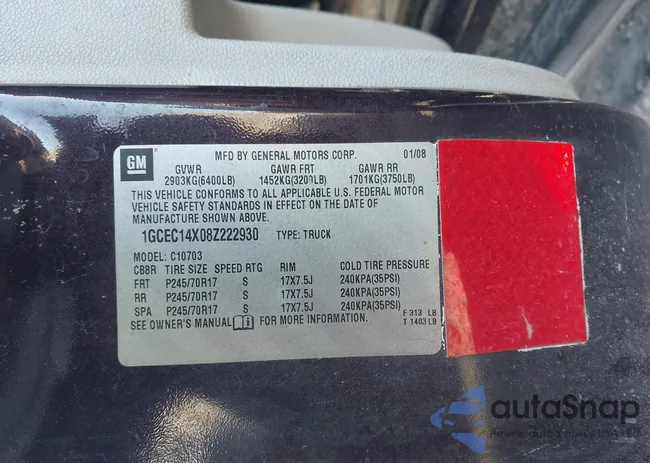 GM
MFD BY GENERAL MOTORS CORP. 01/08
GVWR GAWR FRT GAWR RR
2903KG(6400LB) 1452KG(3200LB) 1701KG(3750LB)
THIS VEHICLE CONFORMS TO ALL APPLICABLE U.S. FEDERAL MOTOR
VEHICLE SAFETY STANDARDS IN EFFECT ON THE DATE OF
MANUFACTURE SHOWN ABOVE.
1GCEC14X08Z222930 TYPE: TRUCK
MODEL: C10703
CB8R TIRE SIZE SPEED RTG RIM COLD TIRE PRESSURE
FRT P245/70R17 S 17X7.5J 240KPA(35PSI)
RR P245/70R17 S 17X7.5J 240KPA(35PSI)
SPA P245/70R17 S 17X7.5J 240KPA(35PSI)
SEE OWNER'S MANUAL FOR MORE INFORMATION.
F 313 LB
T 1403 LB
autaSnap